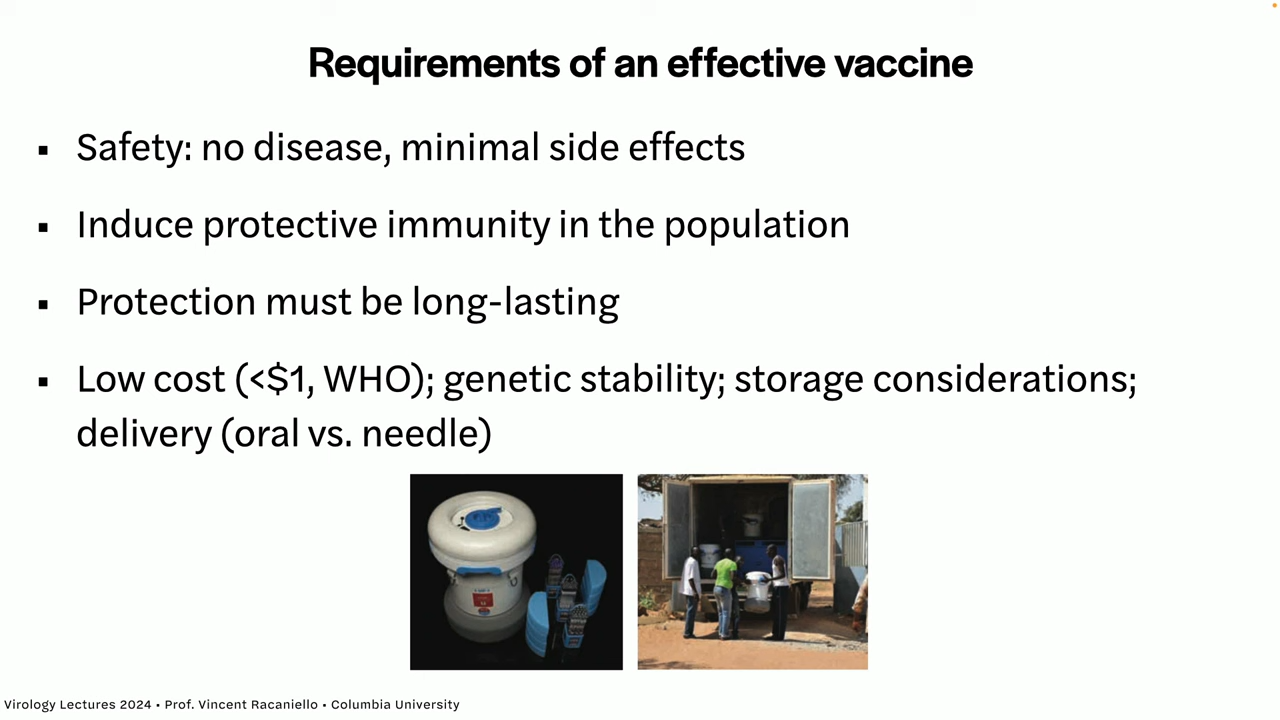 Requirements of an effective vaccine
▪ Safety: no disease, minimal side effects
▪ Induce protective immunity in the population
▪ Protection must be long-lasting
▪ Low cost (<$1, WHO); genetic stability; storage considerations;
delivery (oral vs. needle)
Virology Lectures 2024 • Prof. Vincent Racaniello • Columbia University